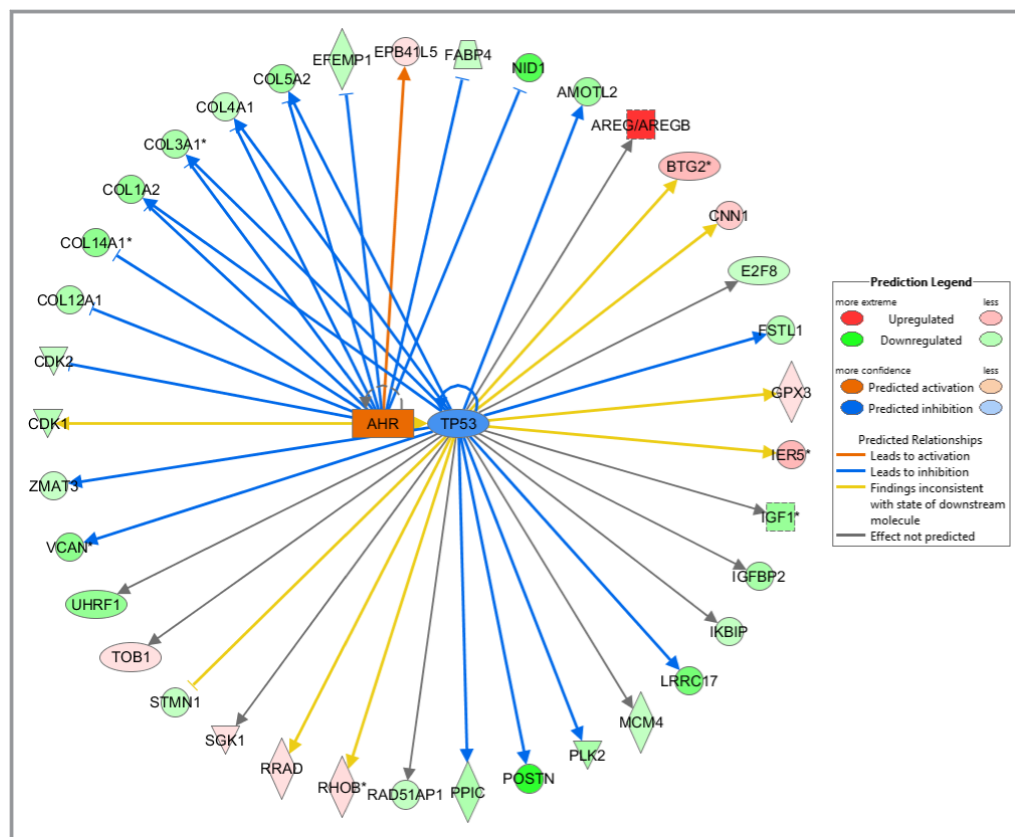 EFEMP1
EPB41L5
FABP4
NID1
AMOTL2
AREG/AREGB
BTG2*
CNN1
E2F8
FSTL1
GPX3
IER5*
IGF1*
IGFBP2
IKBIP
LRRC17
MCM4
PLK2
POSTN
PPIC
RAD51AP1
RHOB*
RRAD
SGK1
STMN1
TOB1
UHRF1
VCAN*
ZMAT3
CDK1
CDK2
COL12A1
COL14A1*
COL1A2
COL3A1*
COL4A1
COL5A2
AHR
TP53
Prediction Legend
more extreme less
Upregulated
Downregulated
more confidence less
Predicted activation
Predicted inhibition
Predicted Relationships
Leads to activation
Leads to inhibition
Findings inconsistent
with state of downstream
molecule
Effect not predicted